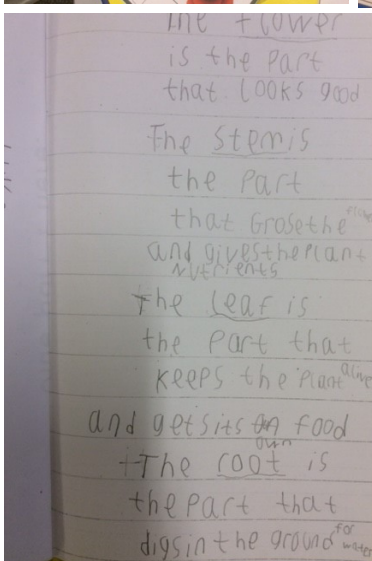 The flower
is the part
that looks good
The stem is
the part
that Grose the
and gives the plant
nutrients
The leaf is
the part that
keeps the plant alive
and gets its own food
The root is
the part that
digs in the ground for water